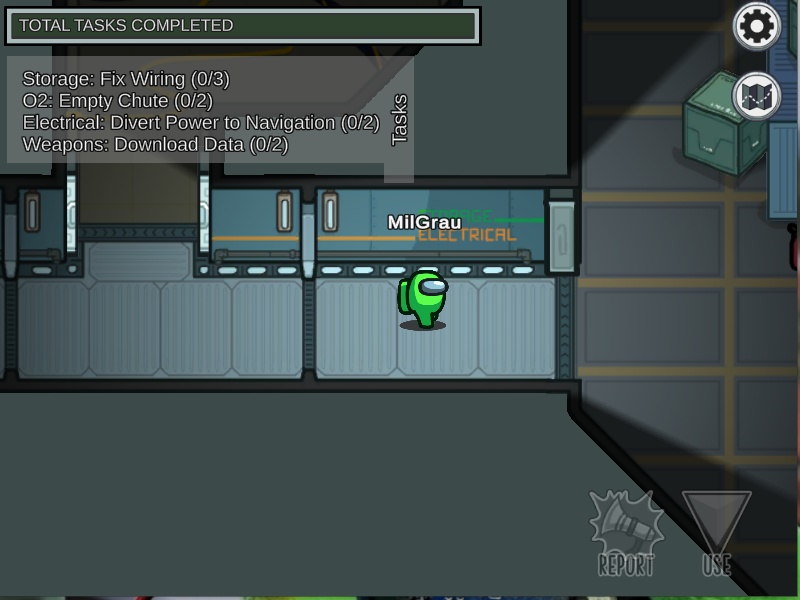 TOTAL TASKS COMPLETED
Storage: Fix Wiring (0/3)
O2: Empty Chute (0/2)
Electrical: Divert Power to Navigation (0/2)
Weapons: Download Data (0/2)
Tasks
MilGrau
STORAGE
ELECTRICAL
REPORT
USE